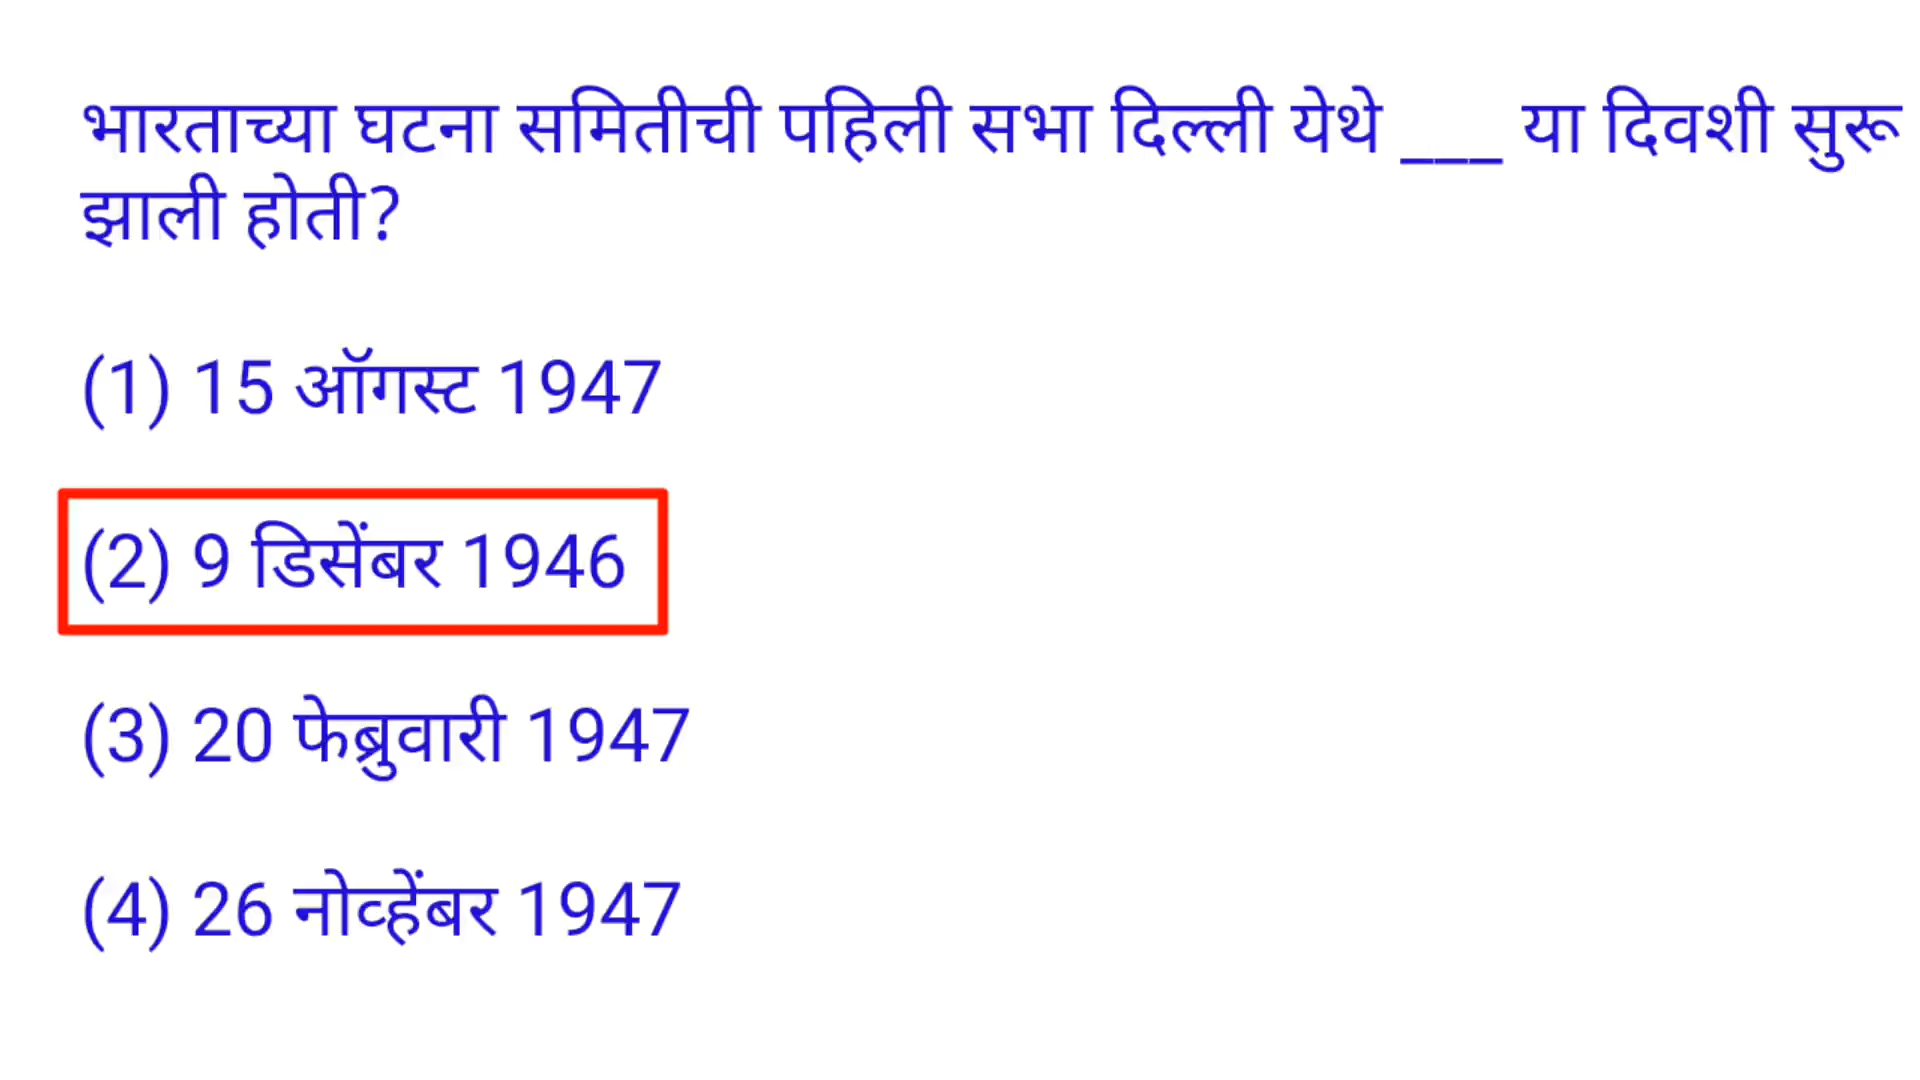 भारताच्या घटना समितीची पहिली सभा दिल्ली येथे ___ या दिवशी सुरू
झाली होती?
(1) 15 ऑगस्ट 1947
(2) 9 डिसेंबर 1946
(3) 20 फेब्रुवारी 1947
(4) 26 नोव्हेंबर 1947